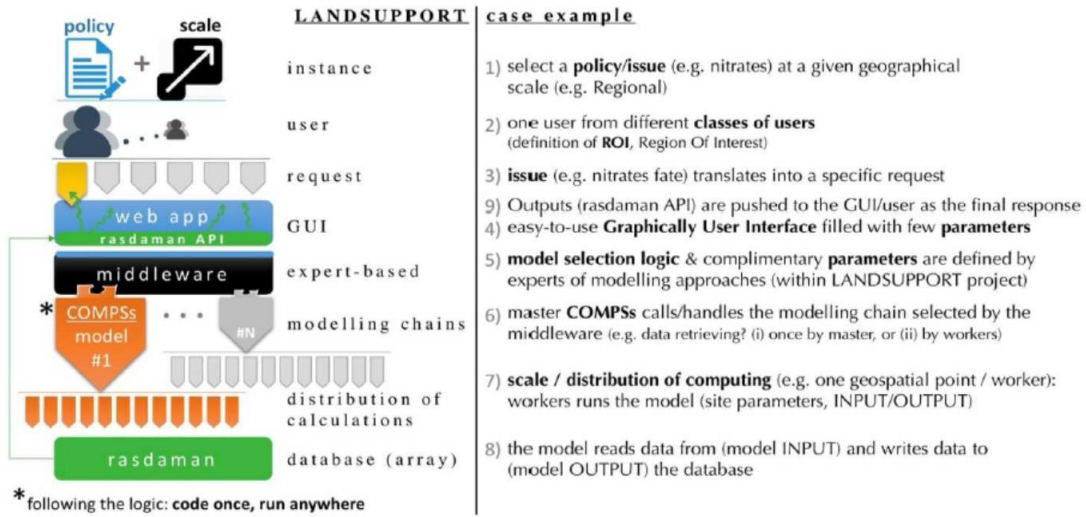 LANDSUPPORT
case example
policy
scale
+
instance
1) select a policy/issue (e.g. nitrates) at a given geographical
scale (e.g. Regional)
user
2) one user from different classes of users
(definition of ROI, Region Of Interest)
request
3) issue (e.g. nitrates fate) translates into a specific request
web app
rasdaman API
GUI
9) Outputs (rasdaman API) are pushed to the GUI/user as the final response
4) easy-to-use Graphically User Interface filled with few parameters
middleware
expert-based
5) model selection logic & complimentary parameters are defined by
experts of modelling approaches (within LANDSUPPORT project)
*
COMPSs
model
#1
...
#N
modelling chains
6) master COMPSs calls/handles the modelling chain selected by the
middleware (e.g. data retrieving? (i) once by master, or (ii) by workers)
distribution of
calculations
7) scale / distribution of computing (e.g. one geospatial point / worker):
workers runs the model (site parameters, INPUT/OUTPUT)
rasdaman
database (array)
8) the model reads data from (model INPUT) and writes data to
(model OUTPUT) the database
*following the logic: code once, run anywhere